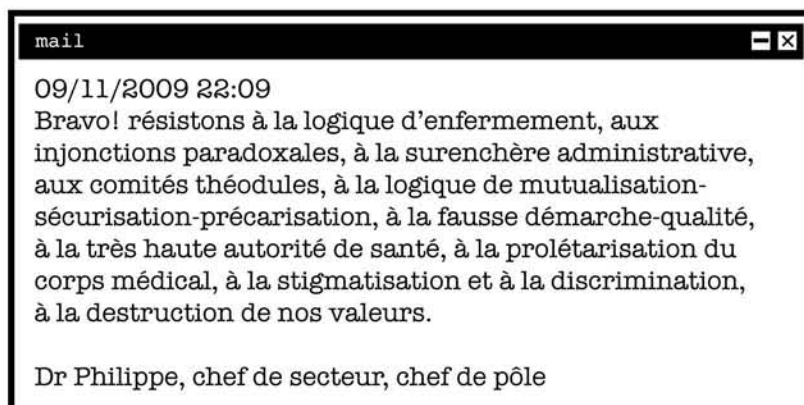 mail
09/11/2009 22:09
Bravo! résistons à la logique d’enfermement, aux
injonctions paradoxales, à la surenchère administrative,
aux comités théodules, à la logique de mutualisation-
sécurisation-précarisation, à la fausse démarche-qualité,
à la très haute autorité de santé, à la prolétarisation du
corps médical, à la stigmatisation et à la discrimination,
à la destruction de nos valeurs.
Dr Philippe, chef de secteur, chef de pôle